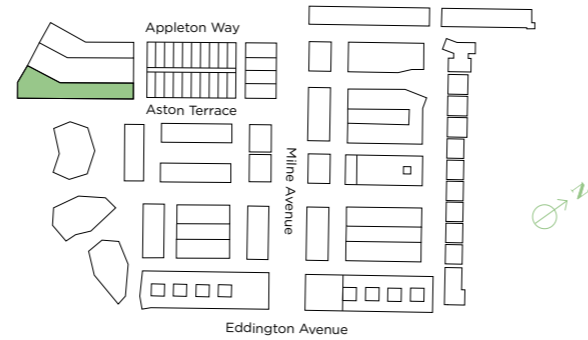 Appleton Way
Aston Terrace
Milne Avenue
Eddington Avenue
N